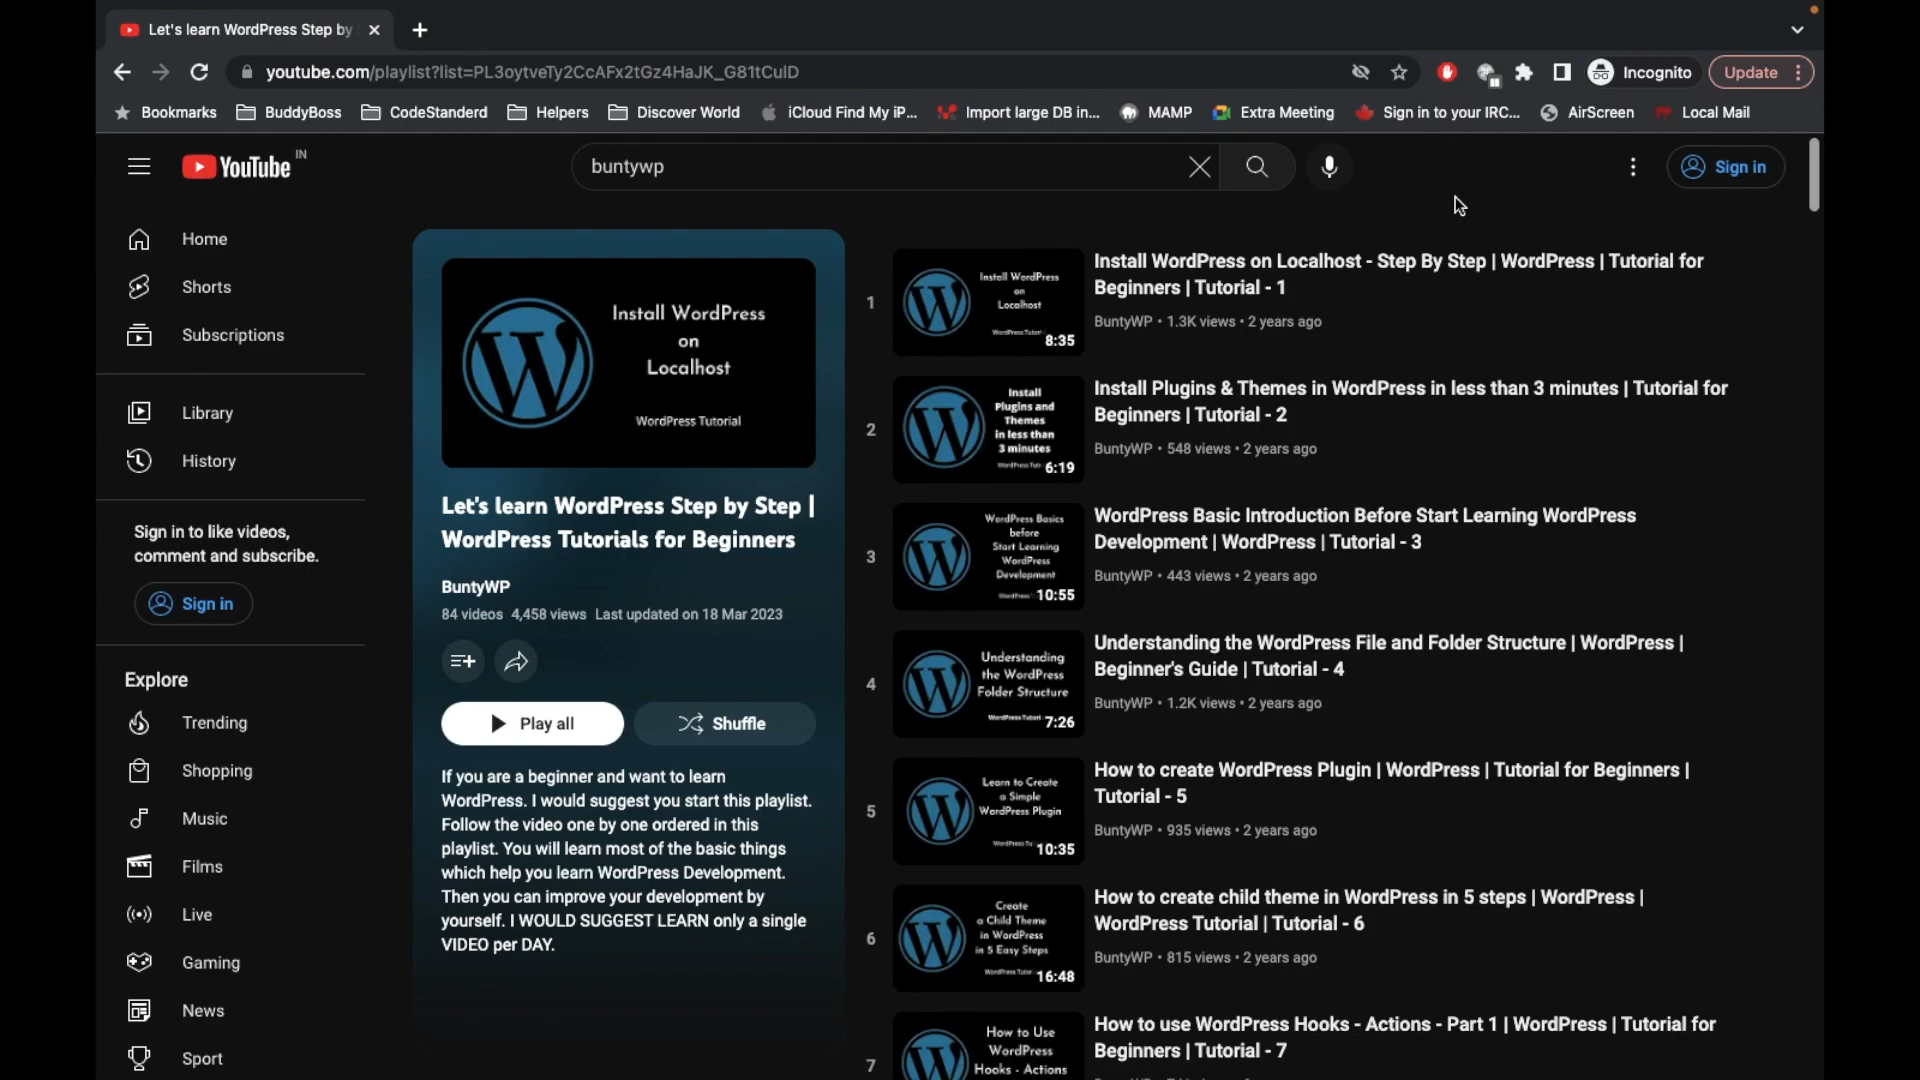 Let's learn WordPress Step by
youtube.com/playlist?list=PL3oytveTy2CcAFx2tGz4HaJK_G81tCulD
Incognito
Update
Bookmarks
BuddyBoss
CodeStanderd
Helpers
Discover World
iCloud Find My iP...
Import large DB in...
MAMP
Extra Meeting
Sign in to your IRC...
AirScreen
Local Mail
YouTube IN
buntywp
Sign in
Home
Shorts
Subscriptions
Library
History
Sign in to like videos,
comment and subscribe.
Sign in
Explore
Trending
Shopping
Music
Films
Live
Gaming
News
Sport
Install WordPress
on
Localhost
WordPress Tutorial
Let's learn WordPress Step by Step |
WordPress Tutorials for Beginners
BuntyWP
84 videos 4,458 views Last updated on 18 Mar 2023
Play all
Shuffle
If you are a beginner and want to learn
WordPress. I would suggest you start this playlist.
Follow the video one by one ordered in this
playlist. You will learn most of the basic things
which help you learn WordPress Development.
Then you can improve your development by
yourself. I WOULD SUGGEST LEARN only a single
VIDEO per DAY.
1
Install WordPress
on
Localhost
WordPress Tutor
8:35
Install WordPress on Localhost - Step By Step | WordPress | Tutorial for
Beginners | Tutorial - 1
BuntyWP • 1.3K views • 2 years ago
2
Install
Plugins and
Themes
in less than
3 minutes
WordPress Tut
6:19
Install Plugins & Themes in WordPress in less than 3 minutes | Tutorial for
Beginners | Tutorial - 2
BuntyWP • 548 views • 2 years ago
3
WordPress Basics
before
Start Learning
WordPress
Development
WordPress
10:55
WordPress Basic Introduction Before Start Learning WordPress
Development | WordPress | Tutorial - 3
BuntyWP • 443 views • 2 years ago
4
Understanding
the WordPress
Folder Structure
WordPress Tutori
7:26
Understanding the WordPress File and Folder Structure | WordPress |
Beginner's Guide | Tutorial - 4
BuntyWP • 1.2K views • 2 years ago
5
Learn to Create
a Simple
WordPress Plugin
WordPress Tu
10:35
How to create WordPress Plugin | WordPress | Tutorial for Beginners |
Tutorial - 5
BuntyWP • 935 views • 2 years ago
6
Create
a Child Theme
in WordPress
in 5 Easy Steps
WordPress Tutor
16:48
How to create child theme in WordPress in 5 steps | WordPress |
WordPress Tutorial | Tutorial - 6
BuntyWP • 815 views • 2 years ago
7
How to Use
WordPress
Hooks - Actions
How to use WordPress Hooks - Actions - Part 1 | WordPress | Tutorial for
Beginners | Tutorial - 7